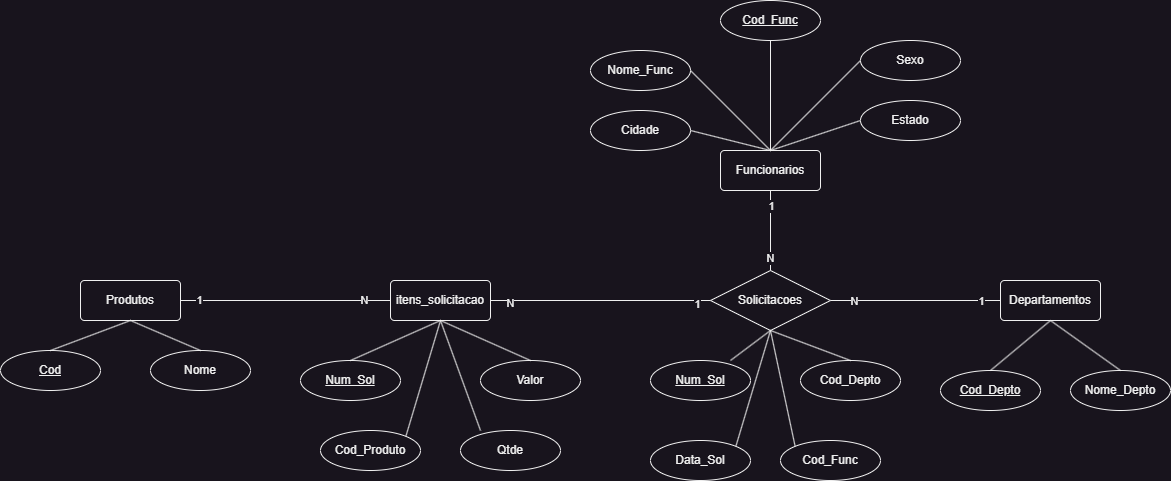 Cod_Func
Nome_Func
Sexo
Cidade
Estado
Funcionarios
1
N
Produtos
1
N
itens_solicitacao
N
1
Solicitacoes
N
1
Departamentos
Cod
Nome
Num_Sol
Valor
Num_Sol
Cod_Depto
Cod_Depto
Nome_Depto
Cod_Produto
Qtde
Data_Sol
Cod_Func